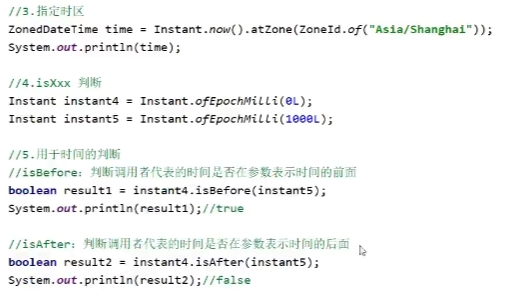 //3.指定时区
ZonedDateTime time = Instant.now().atZone(ZoneId.of("Asia/Shanghai"));
System.out.println(time);
//4.isXxx 判断
Instant instant4 = Instant.ofEpochMilli(0L);
Instant instant5 = Instant.ofEpochMilli(1000L);
//5.用于时间的判断
//isBefore：判断调用者代表的时间是否在参数表示时间的前面
boolean result1 = instant4.isBefore(instant5);
System.out.println(result1);//true
//isAfter：判断调用者代表的时间是否在参数表示时间的后面
boolean result2 = instant4.isAfter(instant5);
System.out.println(result2);//false